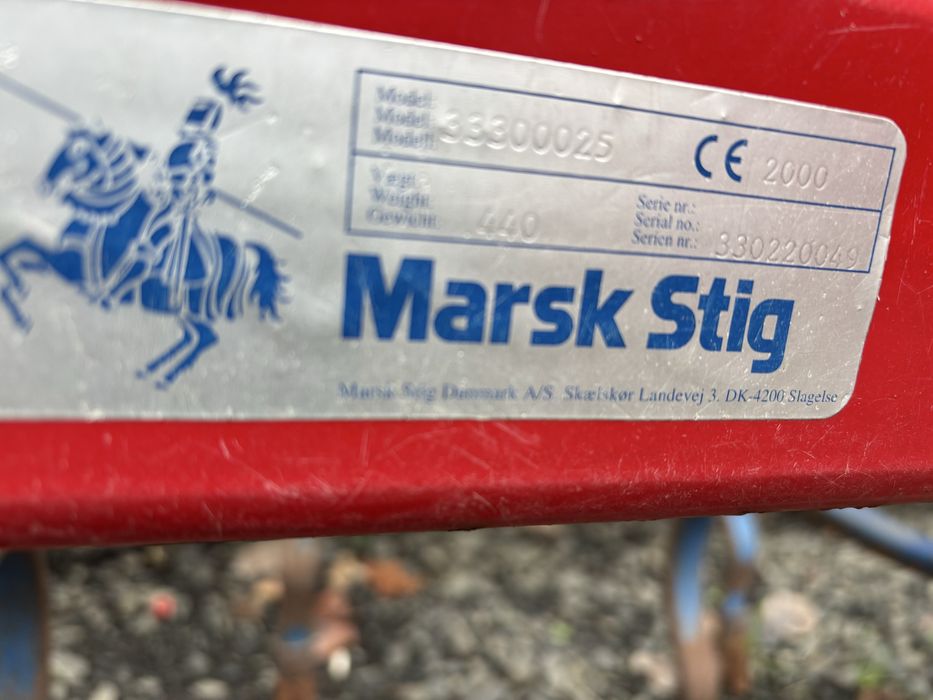 Model:
Model: 33300025
Modell:
CE 2000
Vægt:
Weight: 440
Gewicht:
Serie nr.:
Serial no.:
Serien nr.: 330220049
Marsk Stig
Marsk Stig Danmark A/S Skælskør Landevej 3. DK-4200 Slagelse